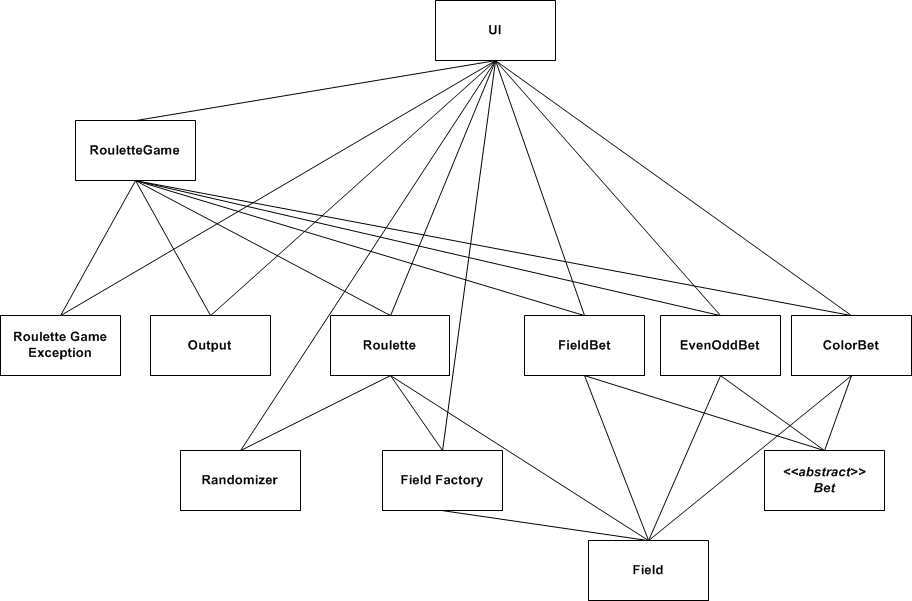 UI
RouletteGame
Roulette Game
Exception
Output
Roulette
FieldBet
EvenOddBet
ColorBet
Randomizer
Field Factory
<<abstract>>
Bet
Field